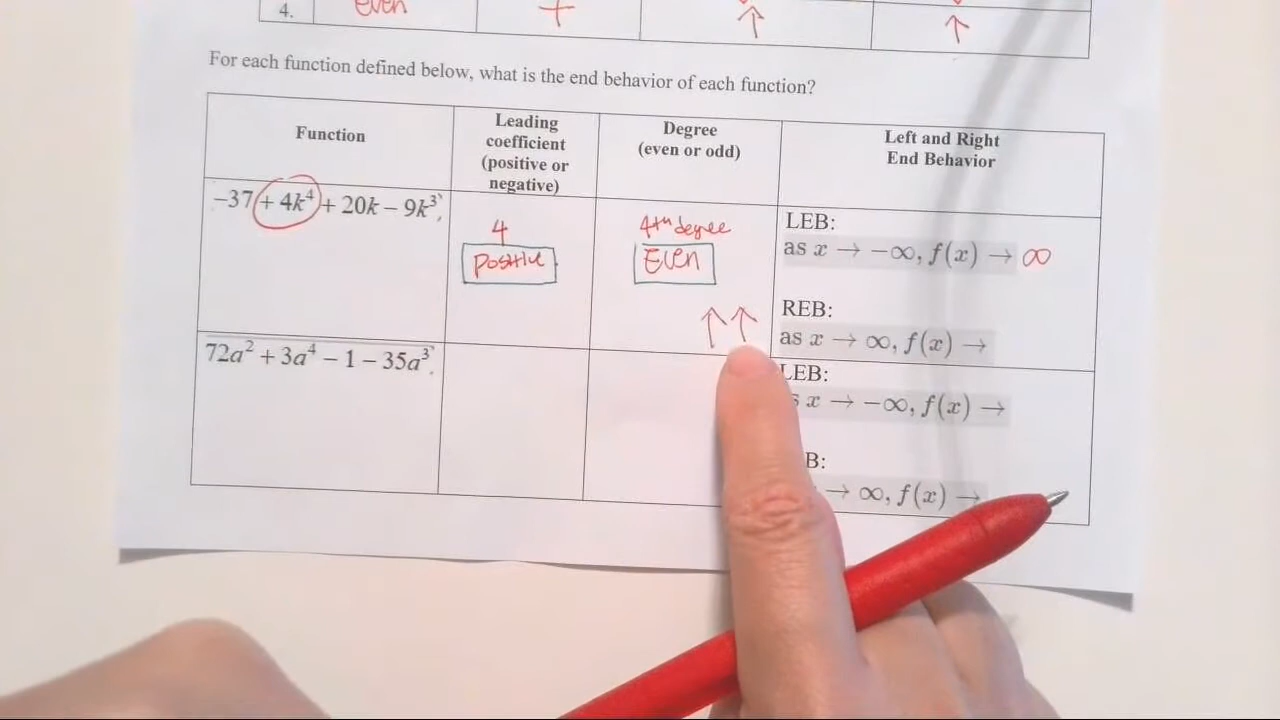 4. even + ↑ ↑
For each function defined below, what is the end behavior of each function?
Function
Leading
coefficient
(positive or
negative)
Degree
(even or odd)
Left and Right
End Behavior
−37 + 4k⁴ + 20k − 9k³
4
Positive
4th degree
Even
↑↑
LEB:
as x → −∞, f(x) → ∞
REB:
as x → ∞, f(x) →
72a² + 3a⁴ − 1 − 35a³
LEB:
s x → −∞, f(x) →
B:
→ ∞, f(x) →